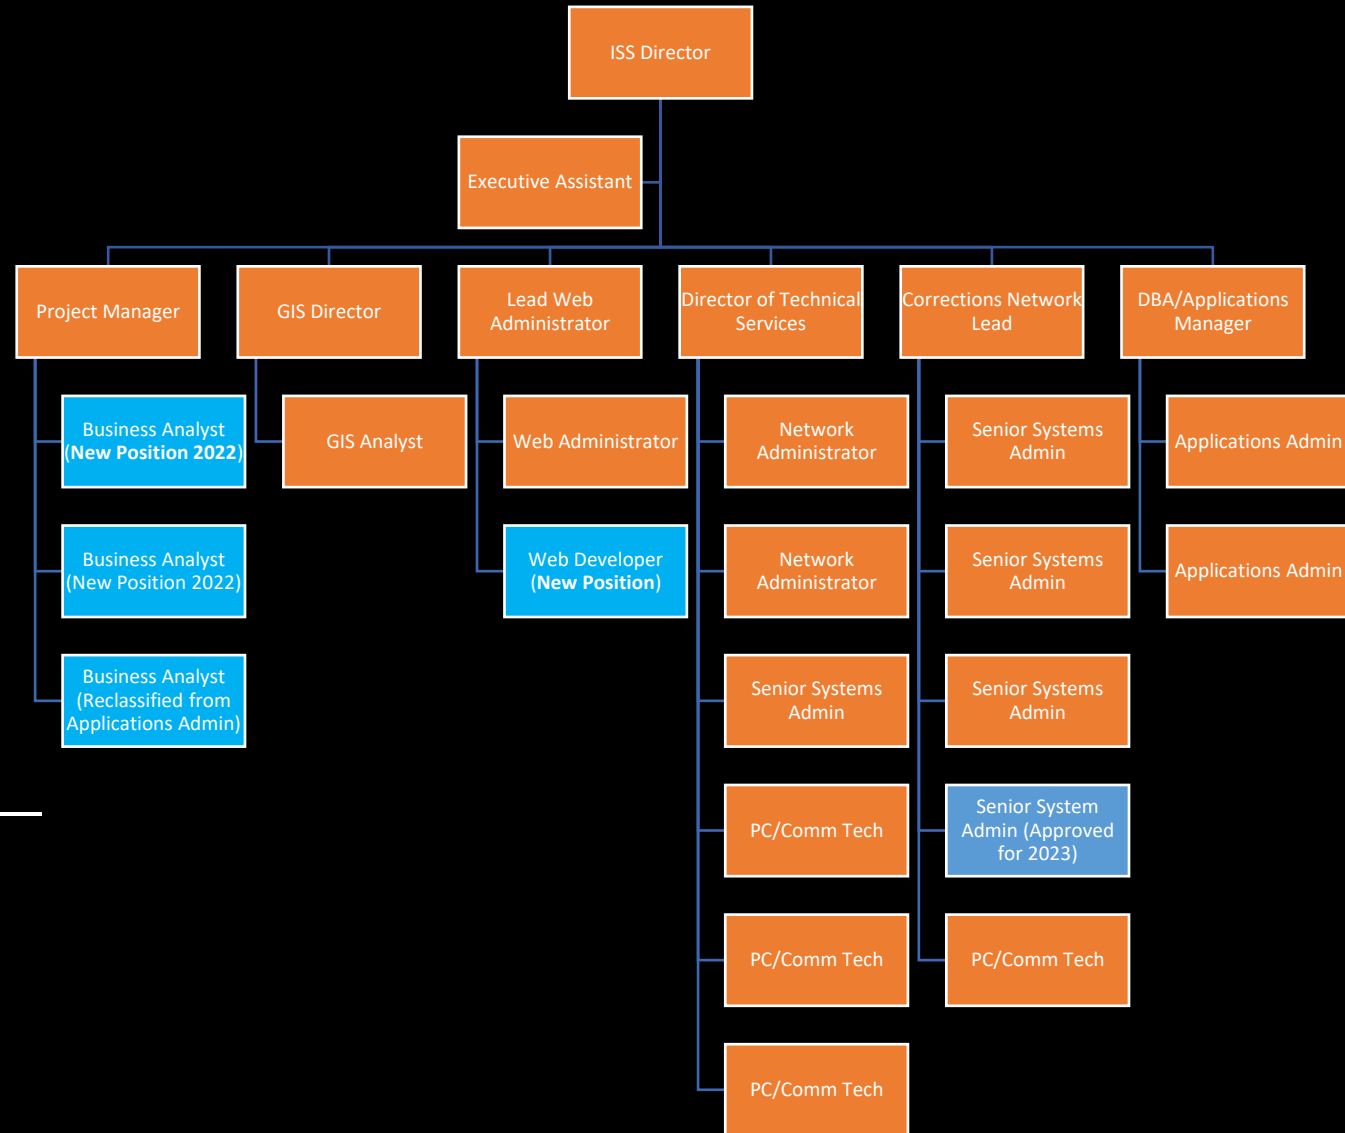 ISS Director
Executive Assistant
Project Manager
GIS Director
Lead Web
Administrator
Director of Technical
Services
Corrections Network
Lead
DBA/Applications
Manager
Business Analyst
(New Position 2022)
Business Analyst
(New Position 2022)
Business Analyst
(Reclassified from
Applications Admin)
GIS Analyst
Web Administrator
Web Developer
(New Position)
Network
Administrator
Network
Administrator
Senior Systems
Admin
PC/Comm Tech
PC/Comm Tech
PC/Comm Tech
Senior Systems
Admin
Senior Systems
Admin
Senior Systems
Admin
Senior System
Admin (Approved
for 2023)
PC/Comm Tech
Applications Admin
Applications Admin